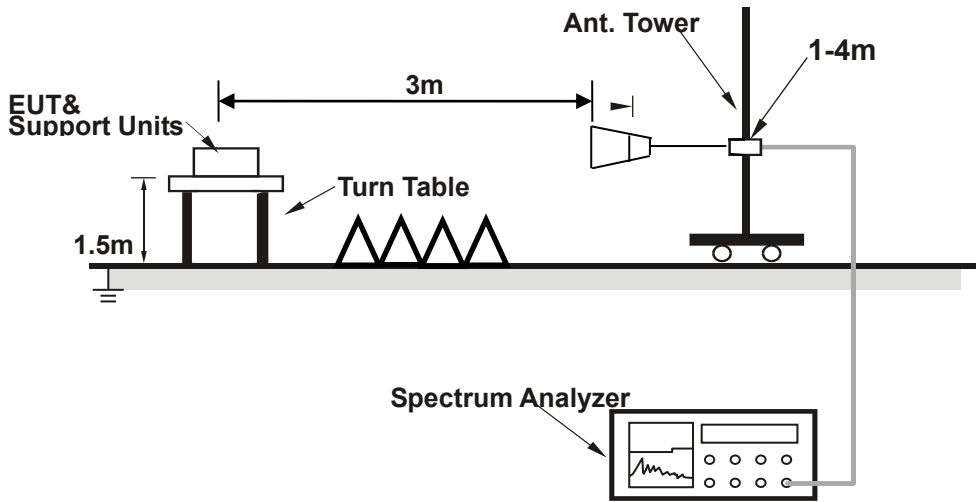 Ant. Tower
1-4m
3m
EUT&
Support Units
Turn Table
1.5m
Spectrum Analyzer